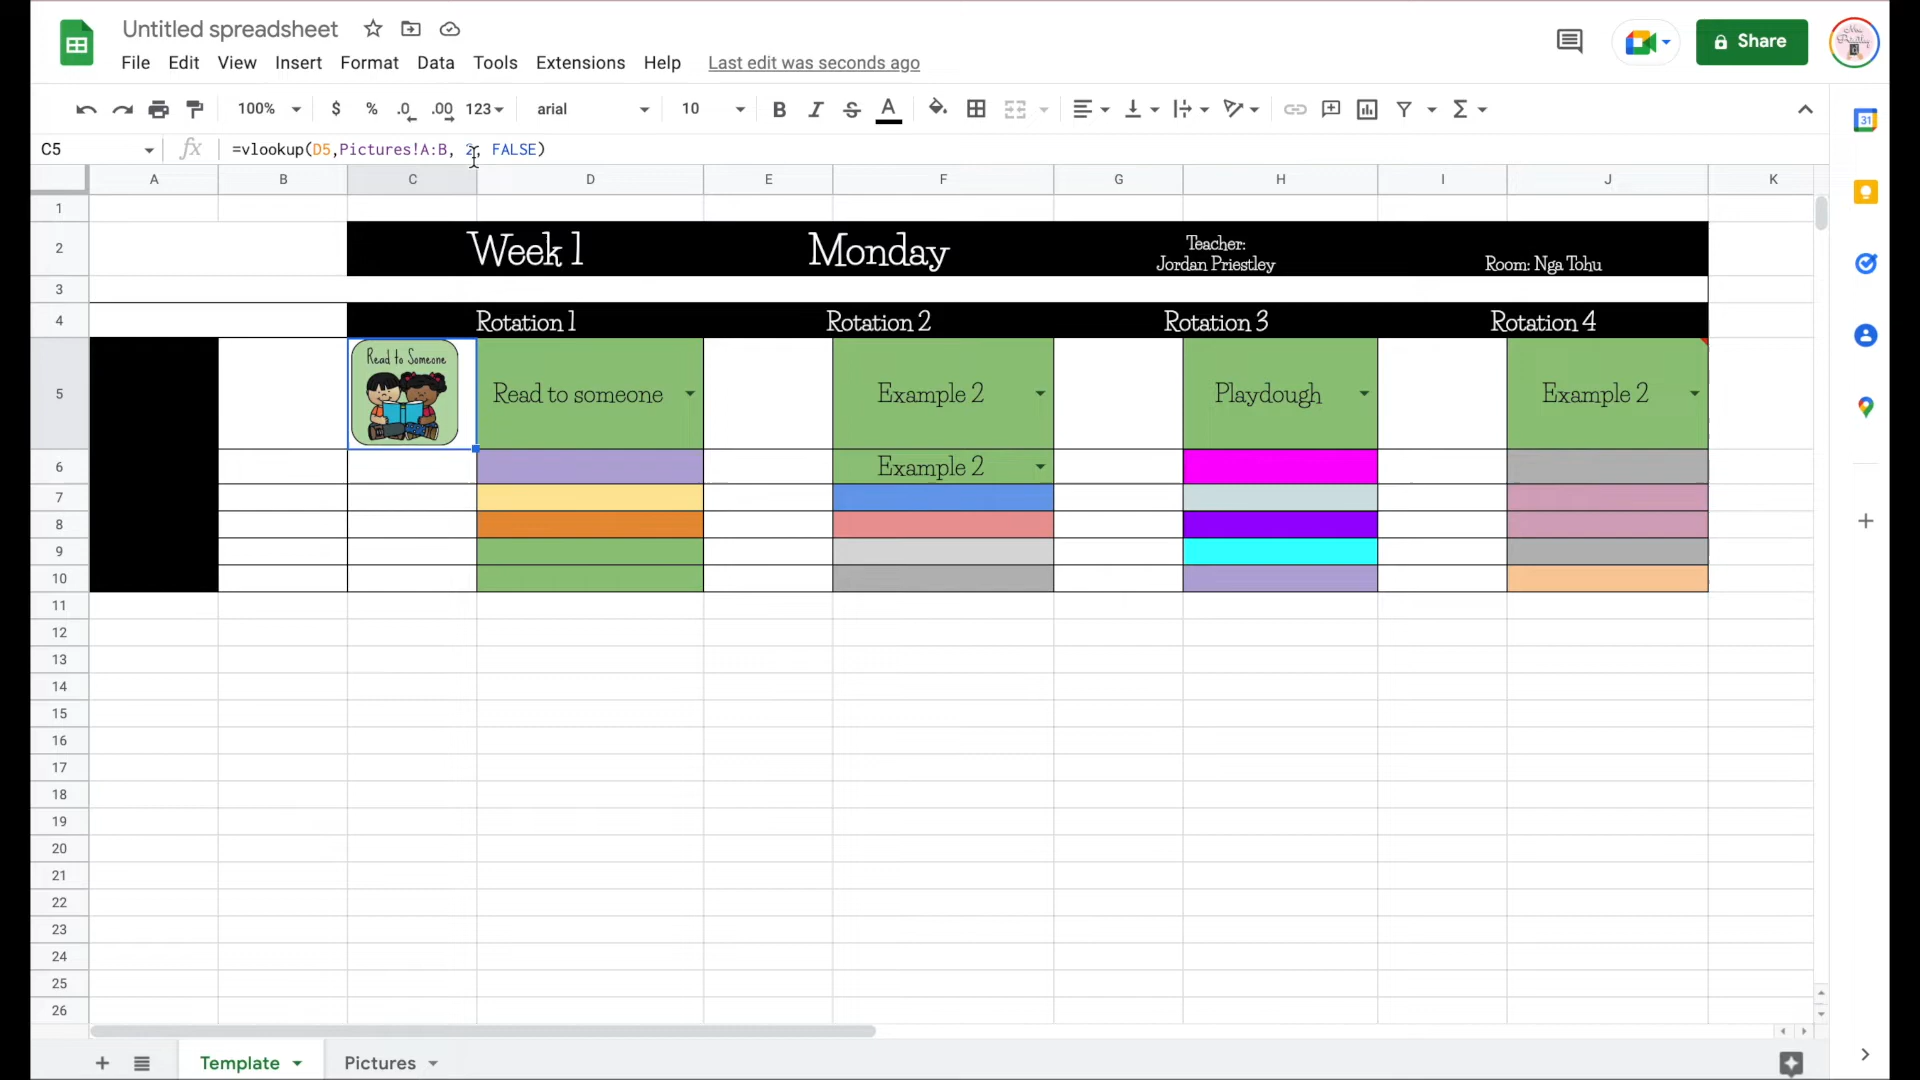 Untitled spreadsheet
File Edit View Insert Format Data Tools Extensions Help Last edit was seconds ago
Share
100% $ % .0 .00 123 arial 10 B I S A
31
C5 fx =vlookup(D5,Pictures!A:B, 2, FALSE)
A B C D E F G H I J K
1
2 Week 1 Monday Teacher:
Jordan Priestley Room: Nga Tohu
3
4 Rotation 1 Rotation 2 Rotation 3 Rotation 4
Read to Someone
5 Read to someone Example 2 Playdough Example 2
6 Example 2
7
8
9
10
11
12
13
14
15
16
17
18
19
20
21
22
23
24
25
26
Template Pictures